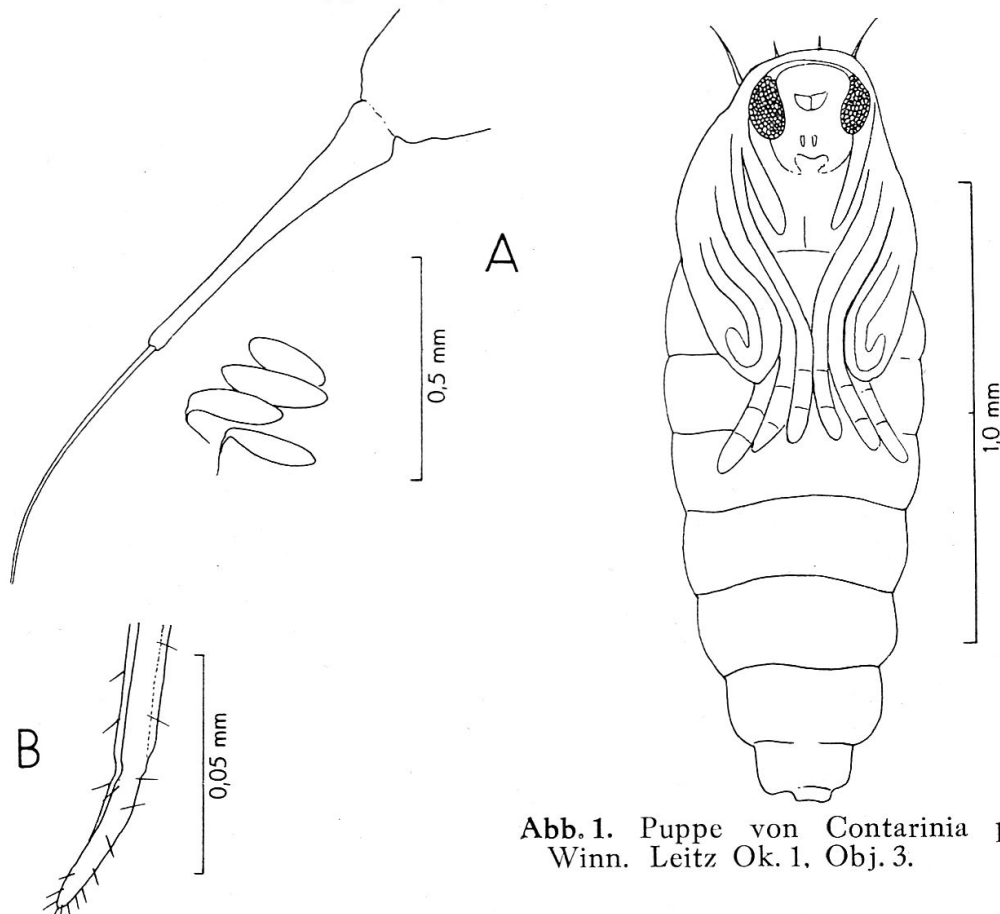 A
0,5 mm
1,0 mm
B
0,05 mm
Abb. 1. Puppe von Contarinia
Winn. Leitz Ok. 1, Obj. 3.